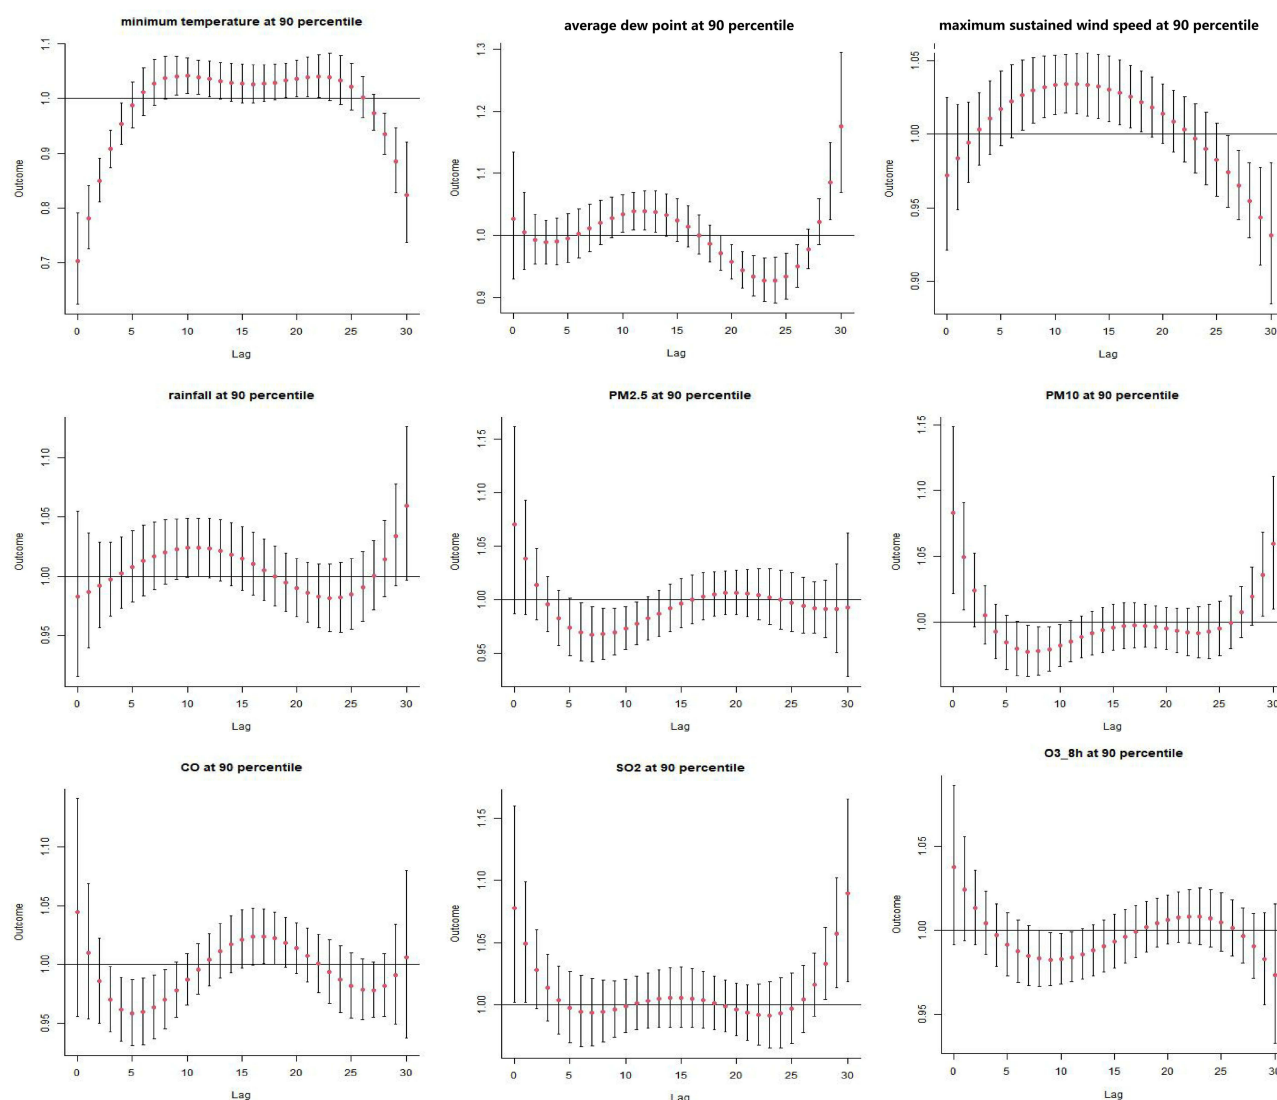 minimum temperature at 90 percentile
1.1
1.0
0.9
0.8
0.7
Outcome
0 5 10 15 20 25 30
Lag
average dew point at 90 percentile
1.3
1.2
1.1
1.0
0.9
Outcome
0 5 10 15 20 25 30
Lag
maximum sustained wind speed at 90 percentile
1.05
1.00
0.95
0.90
Outcome
0 5 10 15 20 25 30
Lag
rainfall at 90 percentile
1.10
1.05
1.00
0.95
Outcome
0 5 10 15 20 25 30
Lag
PM2.5 at 90 percentile
1.15
1.10
1.05
1.00
0.95
Outcome
0 5 10 15 20 25 30
Lag
PM10 at 90 percentile
1.15
1.10
1.05
1.00
Outcome
0 5 10 15 20 25 30
Lag
CO at 90 percentile
1.10
1.05
1.00
0.95
Outcome
0 5 10 15 20 25 30
Lag
SO2 at 90 percentile
1.15
1.10
1.05
1.00
Outcome
0 5 10 15 20 25 30
Lag
O3_8h at 90 percentile
1.05
1.00
0.95
Outcome
0 5 10 15 20 25 30
Lag